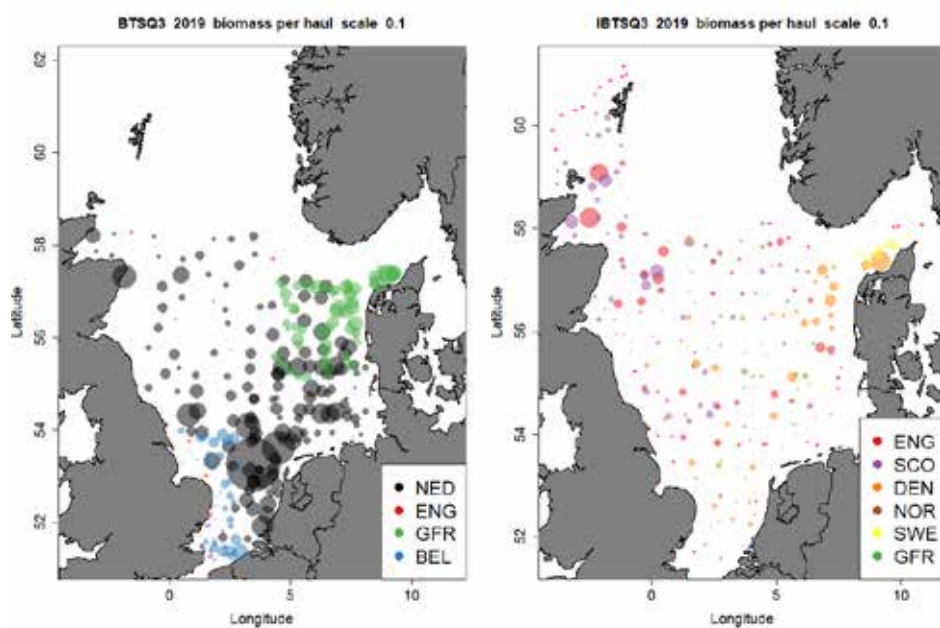 BTSQ3 2019 biomass per haul scale 0.1
62
60
58
56
54
52
Latitude
0
5
10
Longitude
NED
ENG
GFR
BEL
IBTSQ3 2019 biomass per haul scale 0.1
60
58
56
54
52
Latitude
0
5
10
Longitude
ENG
SCO
DEN
NOR
SWE
GFR